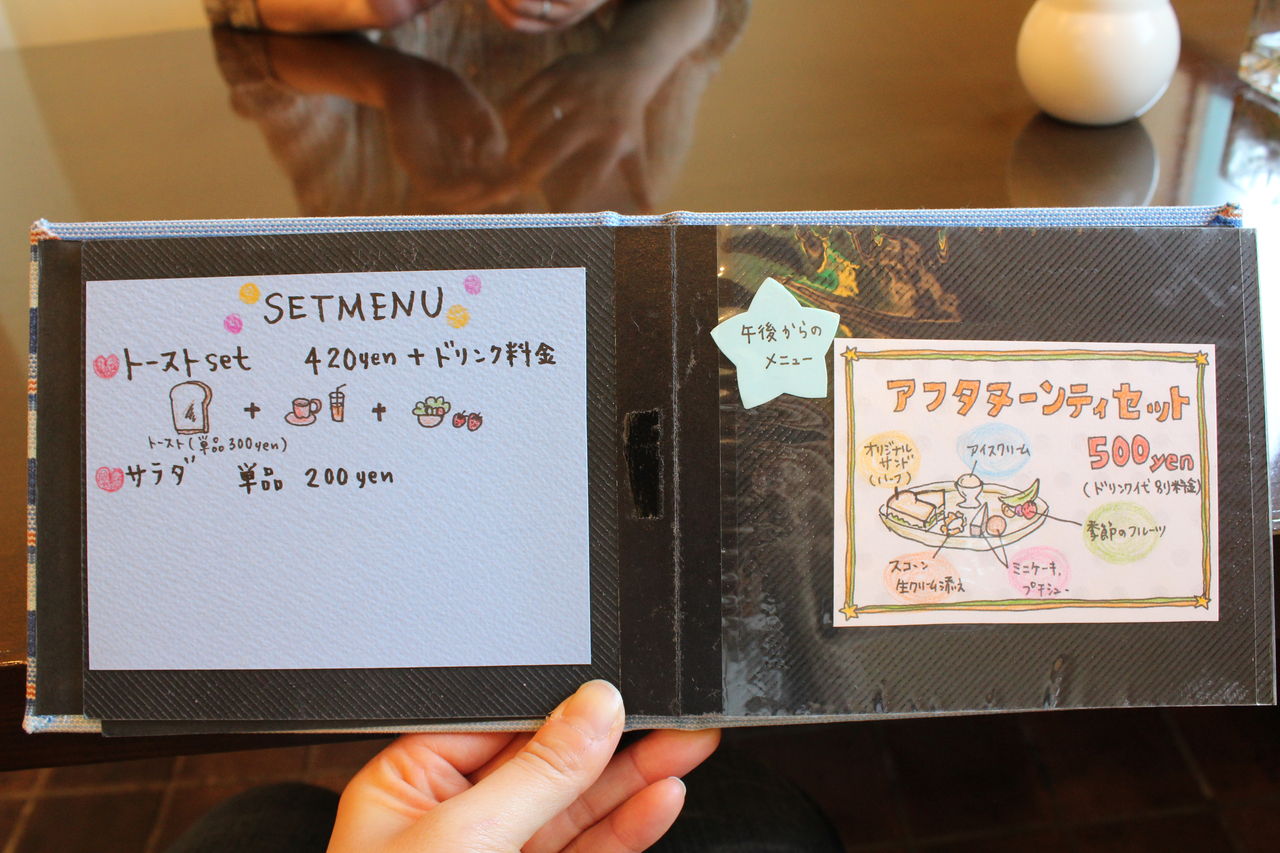 SETMENU
トーストset 420yen + ドリンク料金
+ +
トースト(単品300yen)
サラダ 単品 200yen
午後からの
メニュー
アフタヌーンティセット
500yen
(ドリンク代別料金)
オリジナル
サンド
(ハーフ)
アイスクリーム
季節のフルーツ
スコーン
生クリーム添え
ミニケーキ,
プチシュー